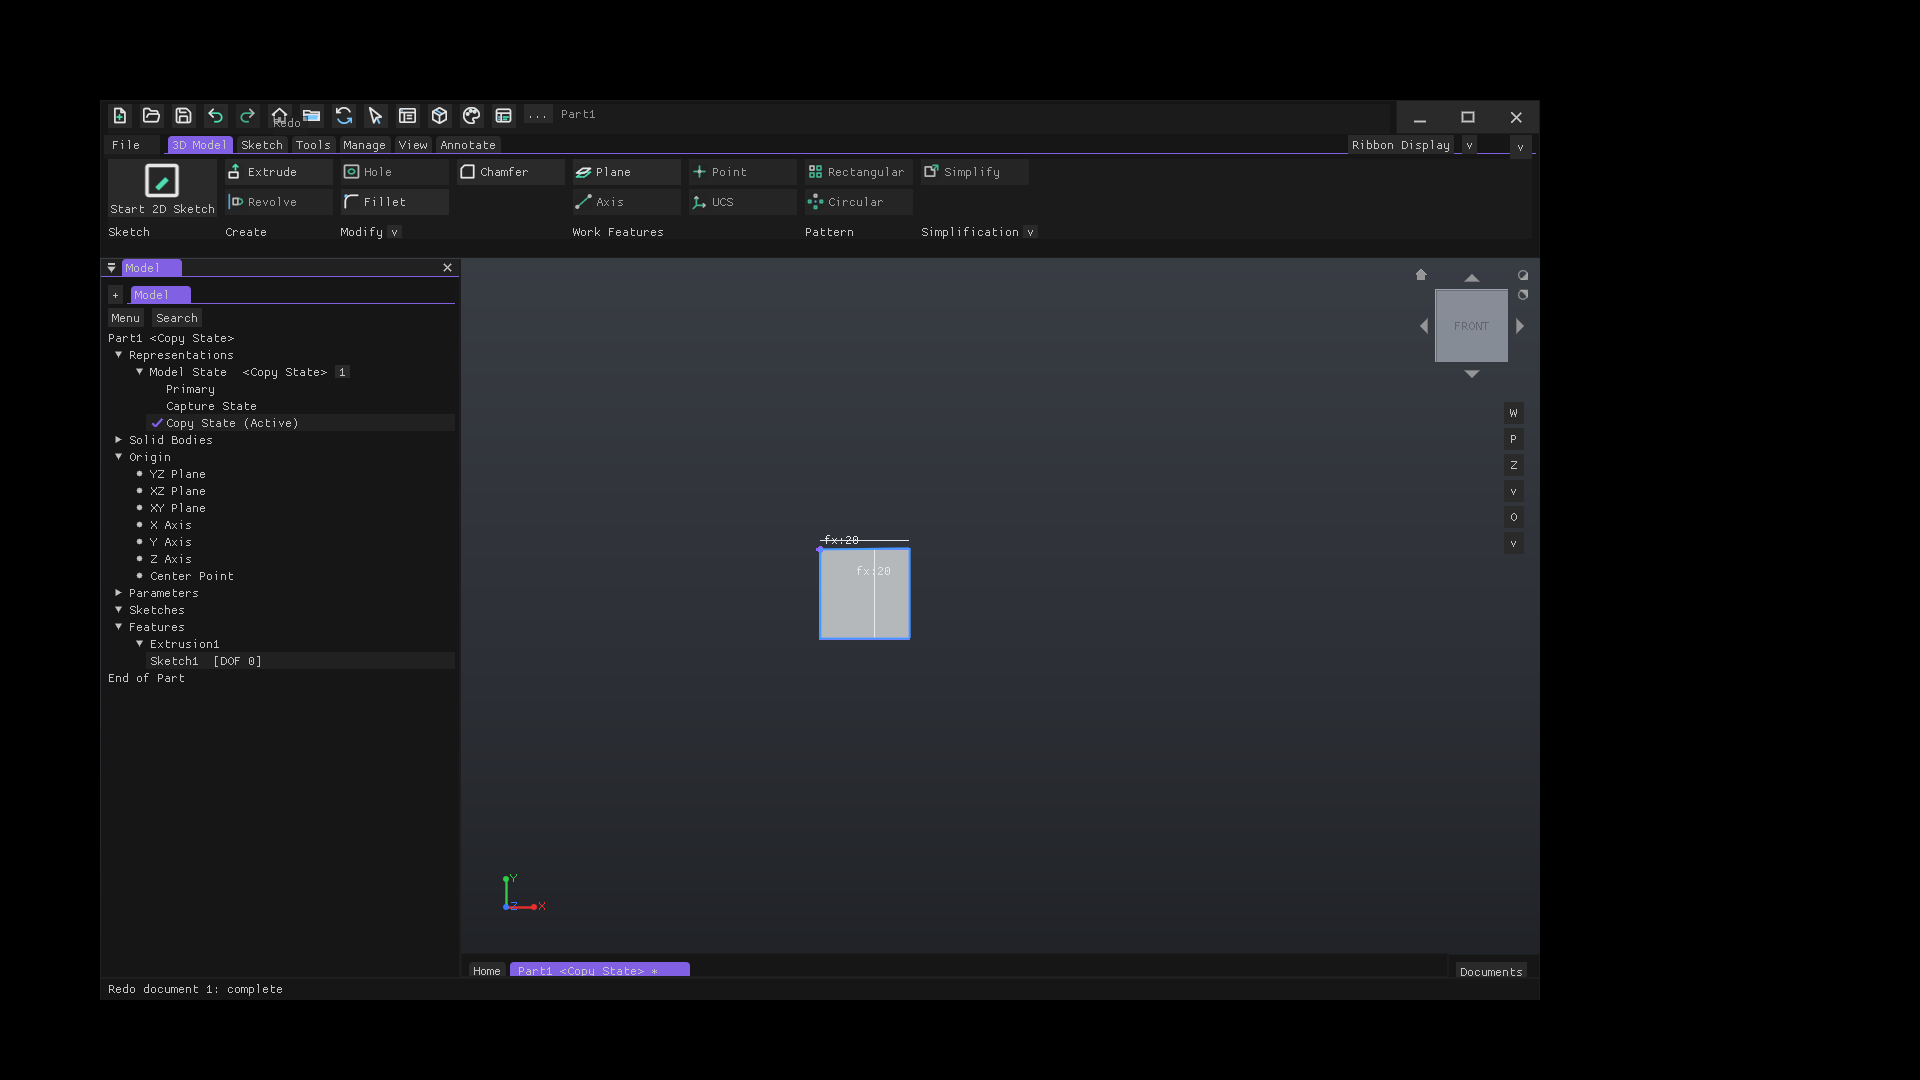 ... Part1
Redo
File 3D Model Sketch Tools Manage View Annotate Ribbon Display v v
Extrude Hole Chamfer Plane Point Rectangular Simplify
Start 2D Sketch Revolve Fillet Axis UCS Circular
Sketch Create Modify v Work Features Pattern Simplification v
Model
+ Model
Menu Search
Part1 <Copy State>
Representations
Model State <Copy State> 1
Primary
Capture State
Copy State (Active)
Solid Bodies
Origin
YZ Plane
XZ Plane
XY Plane
X Axis
Y Axis
Z Axis
Center Point
Parameters
Sketches
Features
Extrusion1
Sketch1 [DOF 0]
End of Part
FRONT
W
P
Z
v
O
v
fx:20
fx:20
Y
Z X
Home Part1 <Copy State> * Documents
Redo document 1: complete